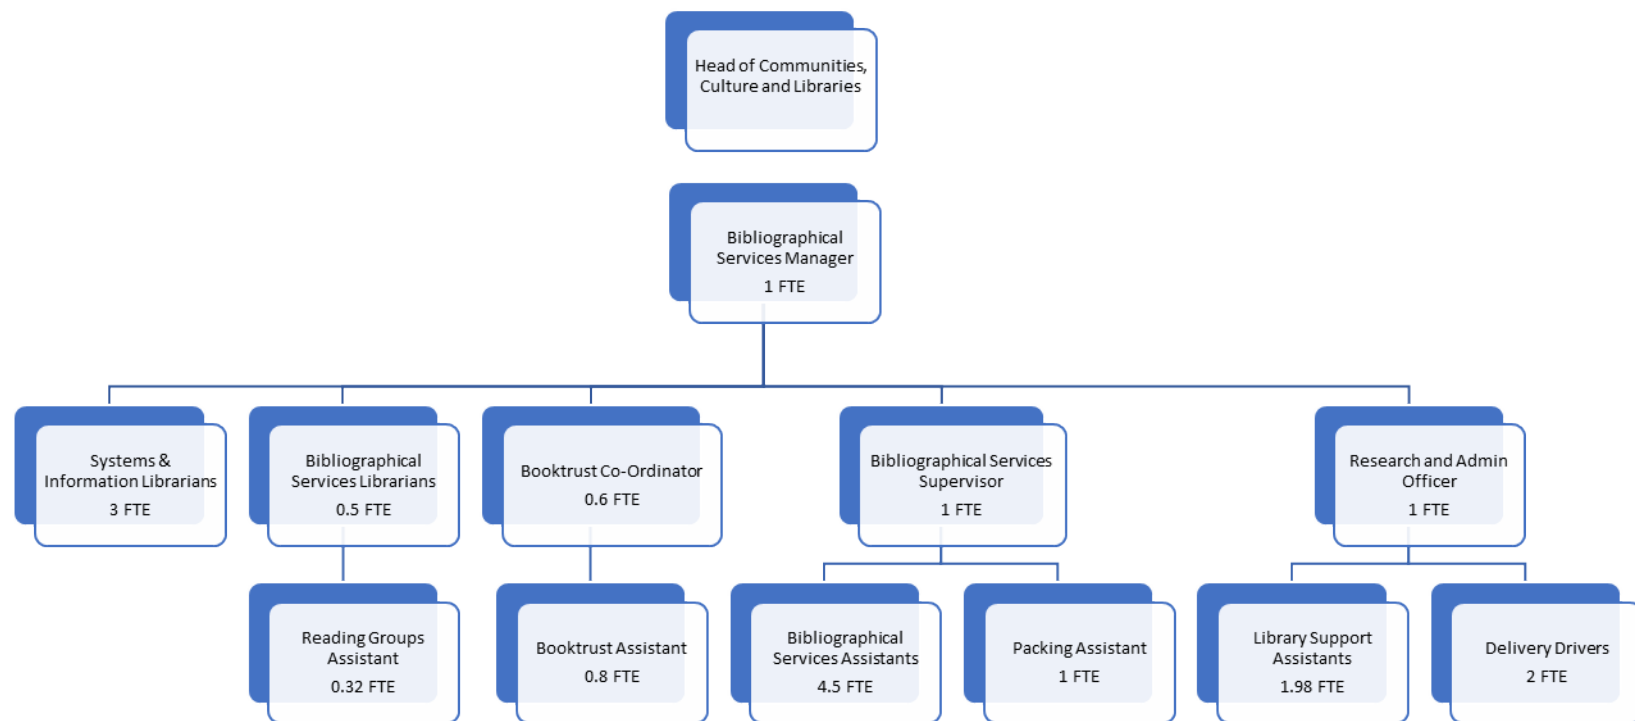 Head of Communities,
Culture and Libraries
Bibliographical
Services Manager
1 FTE
Systems &
Information Librarians
3 FTE
Bibliographical
Services Librarians
0.5 FTE
Booktrust Co-Ordinator
0.6 FTE
Bibliographical Services
Supervisor
1 FTE
Research and Admin
Officer
1 FTE
Reading Groups
Assistant
0.32 FTE
Booktrust Assistant
0.8 FTE
Bibliographical
Services Assistants
4.5 FTE
Packing Assistant
1 FTE
Library Support
Assistants
1.98 FTE
Delivery Drivers
2 FTE